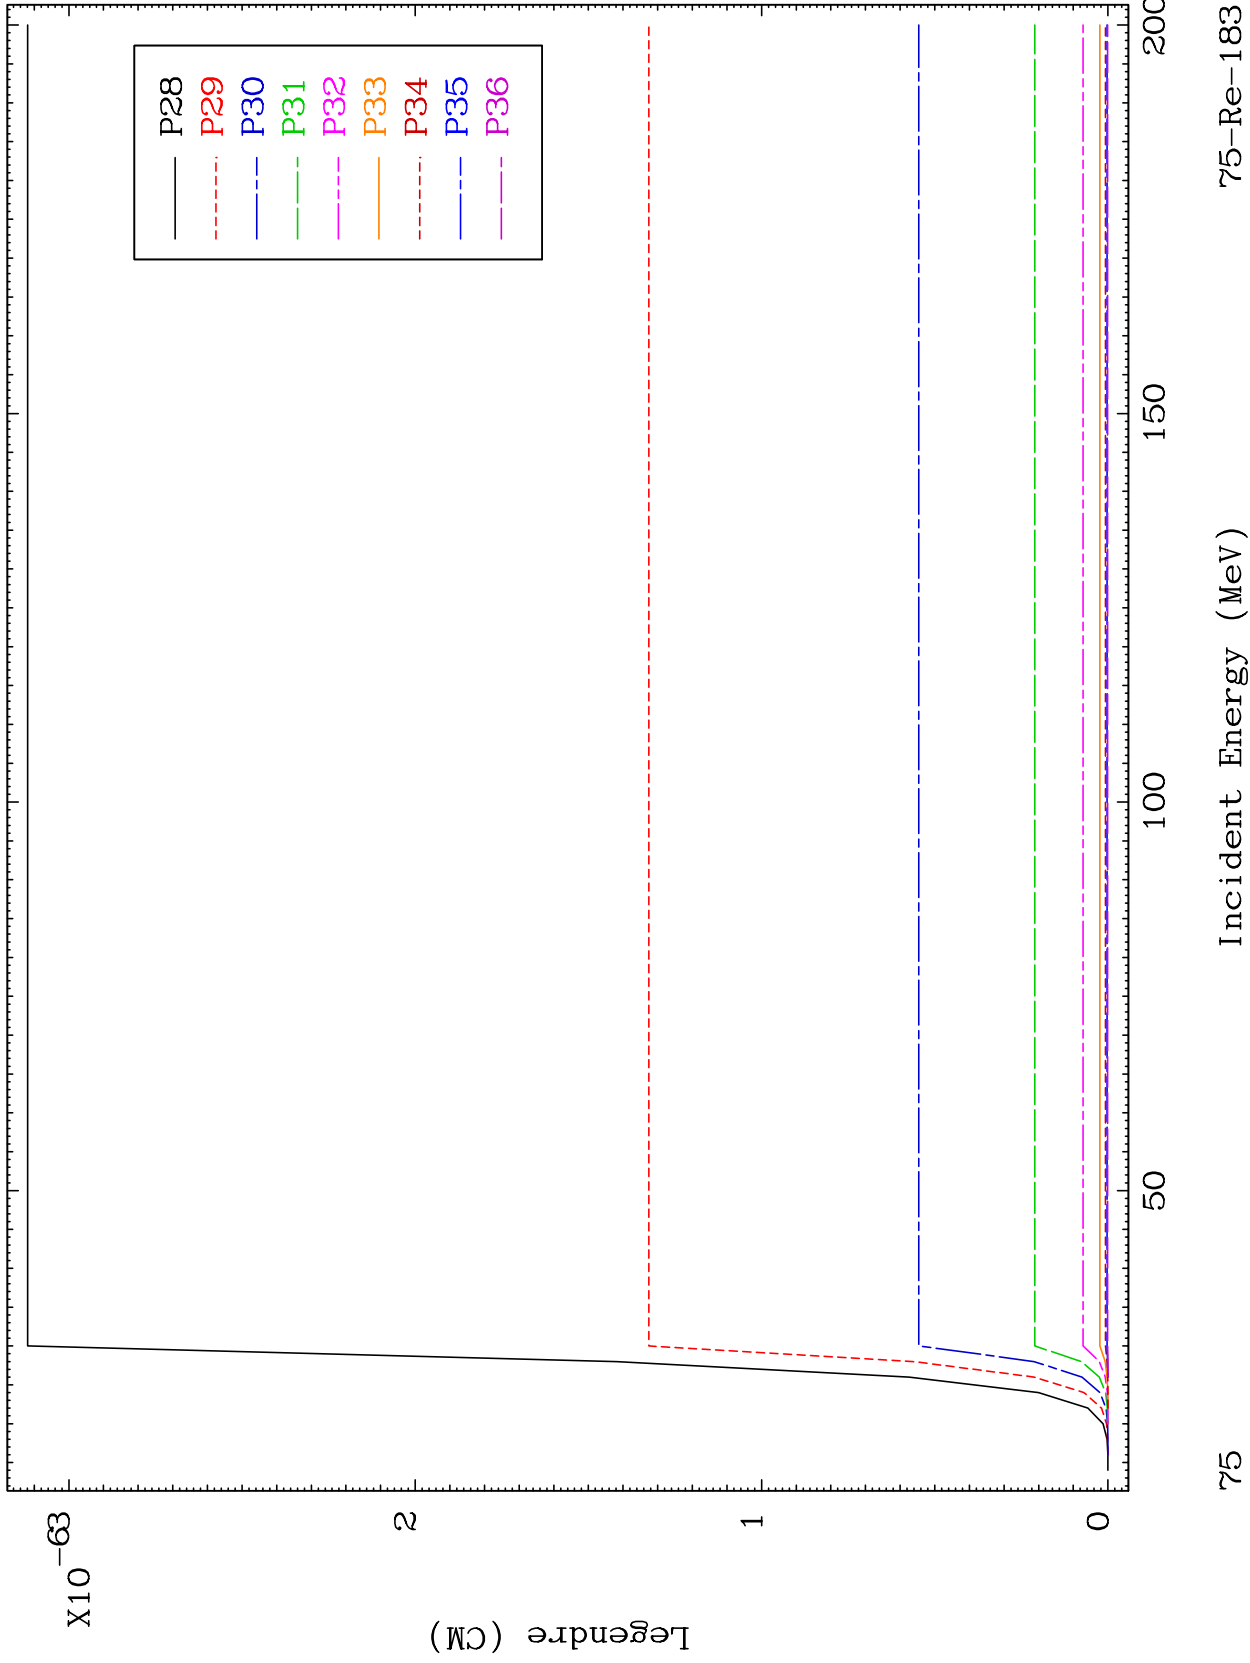 X10 -63
3
2
1
0
Legendre (CM)
P28
P29
P30
P31
P32
P33
P34
P35
P36
50
100
150
200
Incident Energy (MeV)
75
75-Re-183